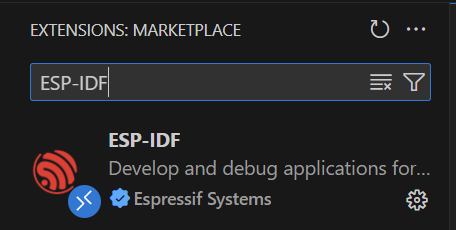 EXTENSIONS: MARKETPLACE
ESP-IDF
ESP-IDF
Develop and debug applications for...
Espressif Systems